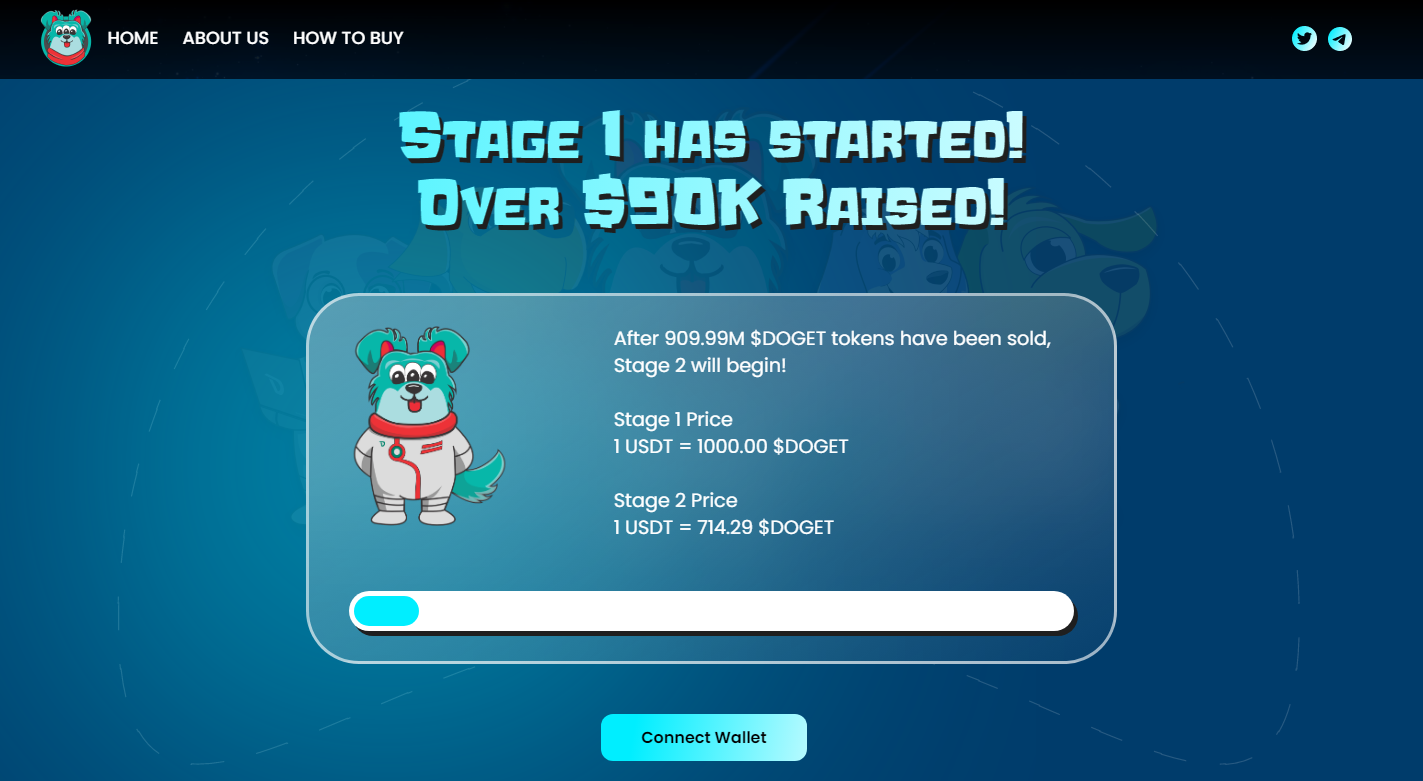 HOME ABOUT US HOW TO BUY
Stage 1 has started!
Over $90K Raised!
After 909.99M $DOGET tokens have been sold,
Stage 2 will begin!
Stage 1 Price
1 USDT = 1000.00 $DOGET
Stage 2 Price
1 USDT = 714.29 $DOGET
Connect Wallet